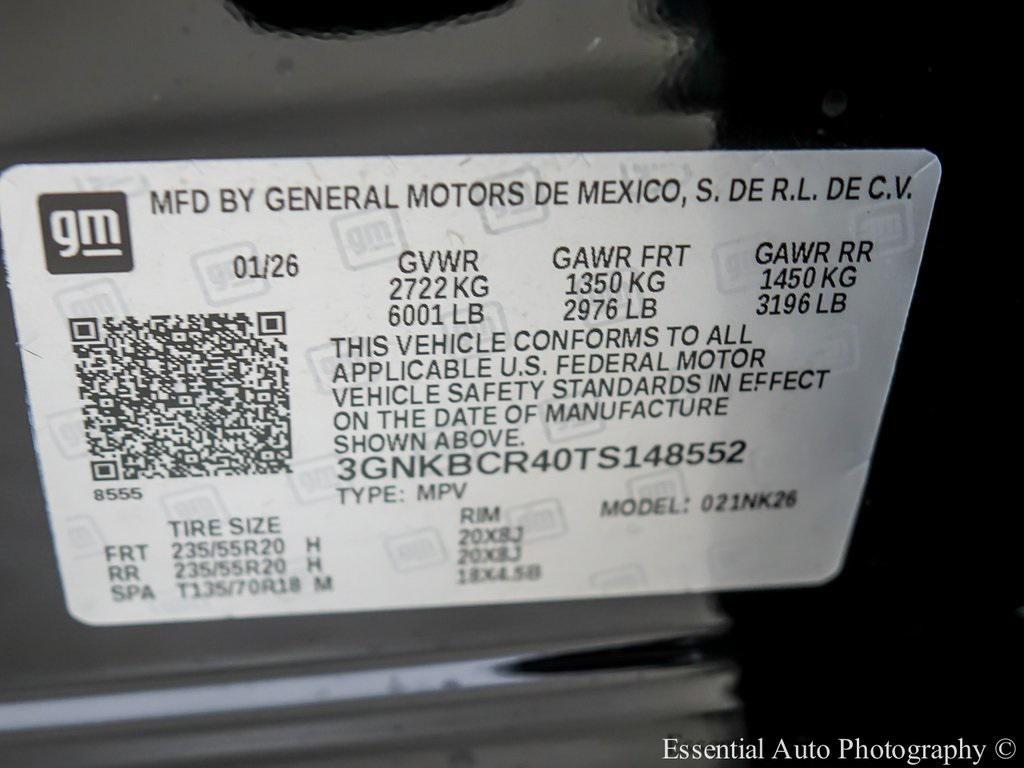 gm
MFD BY GENERAL MOTORS DE MEXICO, S. DE R.L. DE C.V.
01/26
GVWR GAWR FRT GAWR RR
2722 KG 1350 KG 1450 KG
6001 LB 2976 LB 3196 LB
THIS VEHICLE CONFORMS TO ALL
APPLICABLE U.S. FEDERAL MOTOR
VEHICLE SAFETY STANDARDS IN EFFECT
ON THE DATE OF MANUFACTURE
SHOWN ABOVE.
3GNKBCR40TS148552
8555
TYPE: MPV MODEL: 021NK26
TIRE SIZE RIM
FRT 235/55R20 H 20X8J
RR 235/55R20 H 20X8J
SPA T135/70R18 M 18X4.5B
Essential Auto Photography ©